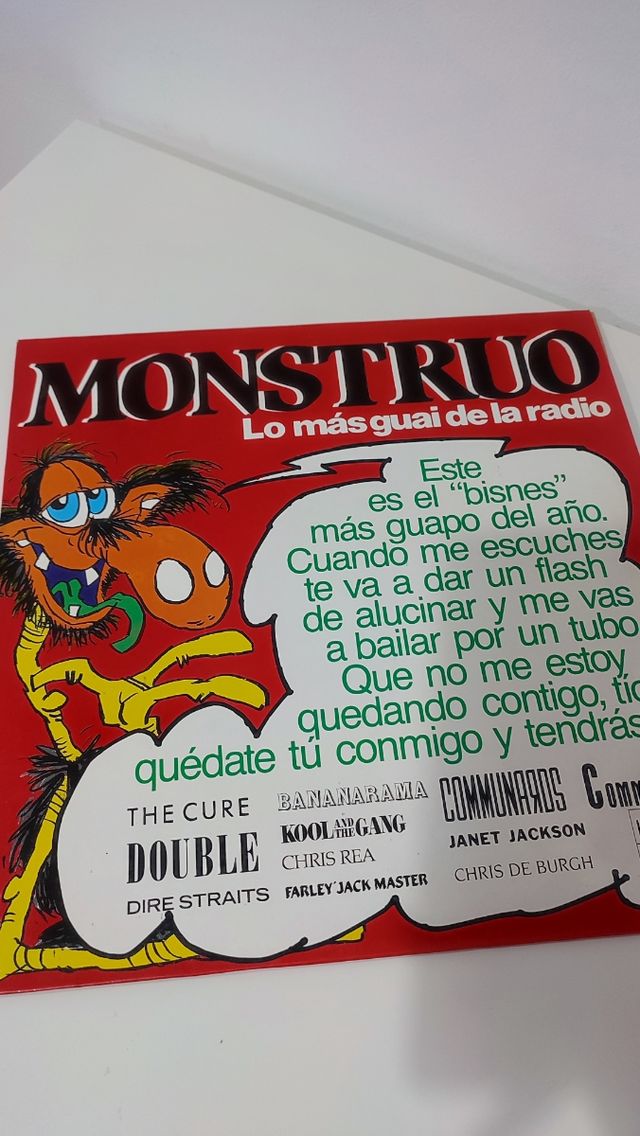 MONSTRUO
Lo más guai de la radio
Este
es el "bisnes"
más guapo del año.
Cuando me escuches
te va a dar un flash
de alucinar y me vas
a bailar por un tubo
Que no me estoy
quedando contigo,
quédate tú conmigo y tendrás
THE CURE
BANANARAMA
COMMUNARDS
DOUBLE
KOOL AND THE GANG
JANET JACKSON
CHRIS REA
CHRIS DE BURGH
DIRE STRAITS
FARLEY "JACK MASTER